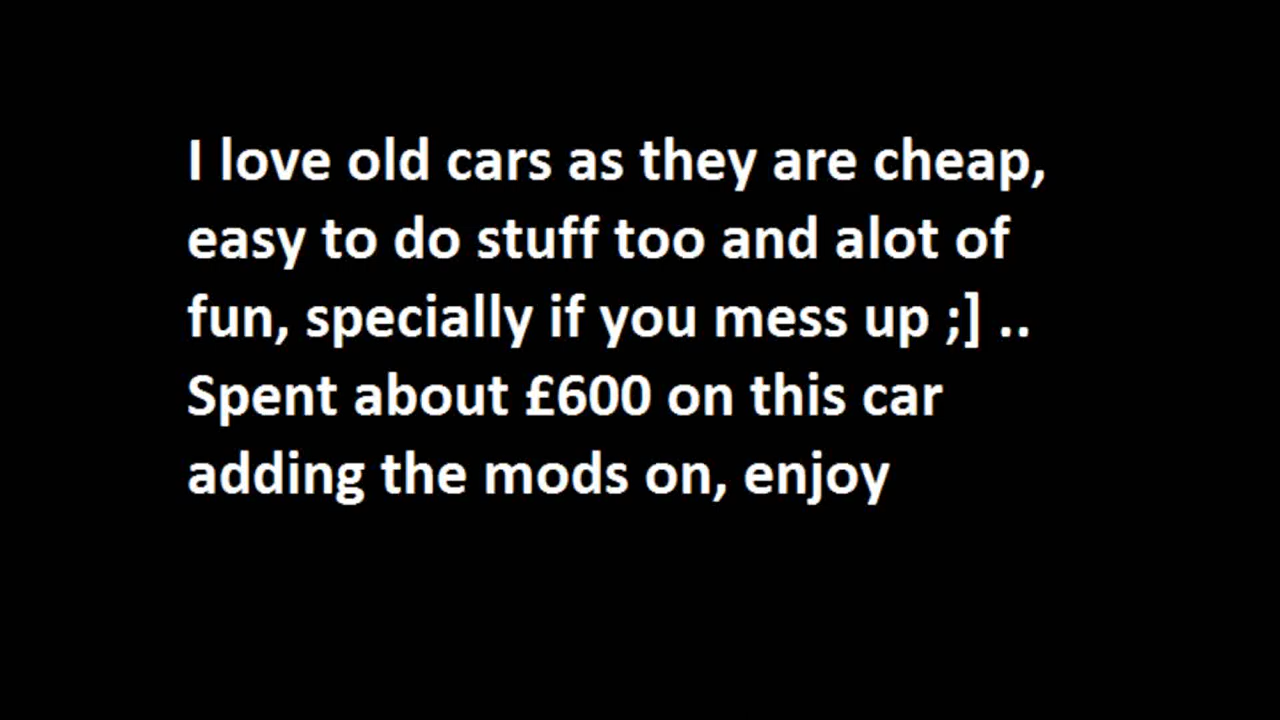 I love old cars as they are cheap,
easy to do stuff too and alot of
fun, specially if you mess up ;] ..
Spent about £600 on this car
adding the mods on, enjoy